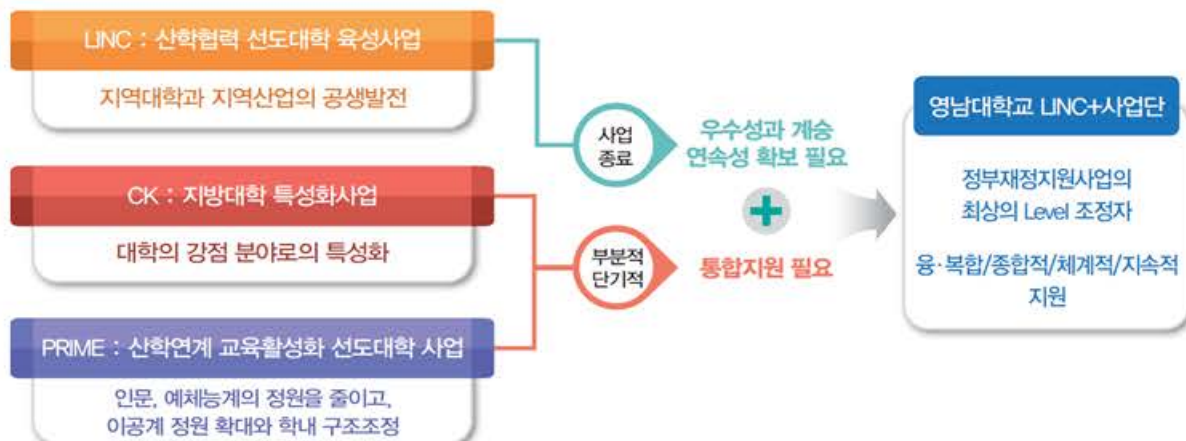 LINC : 산학협력 선도대학 육성사업
지역대학과 지역산업의 공생발전
CK : 지방대학 특성화사업
대학의 강점 분야로의 특성화
PRIME : 산학연계 교육활성화 선도대학 사업
인문, 예체능계의 정원을 줄이고,
이공계 정원 확대와 학내 구조조정
사업
종료
우수성과 계승
연속성 확보 필요
부분적
단기적
통합지원 필요
영남대학교 LINC+사업단
정부재정지원사업의
최상의 Level 조정자
융·복합/종합적/체계적/지속적
지원